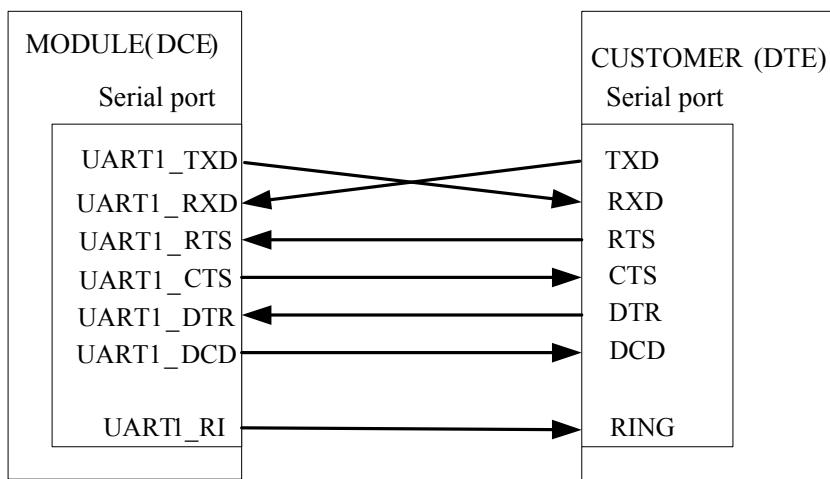 MODULE(DCE)
Serial port
UART1_TXD
UART1_RXD
UART1_RTS
UART1_CTS
UART1_DTR
UART1_DCD
UART1_RI
CUSTOMER (DTE)
Serial port
TXD
RXD
RTS
CTS
DTR
DCD
RING